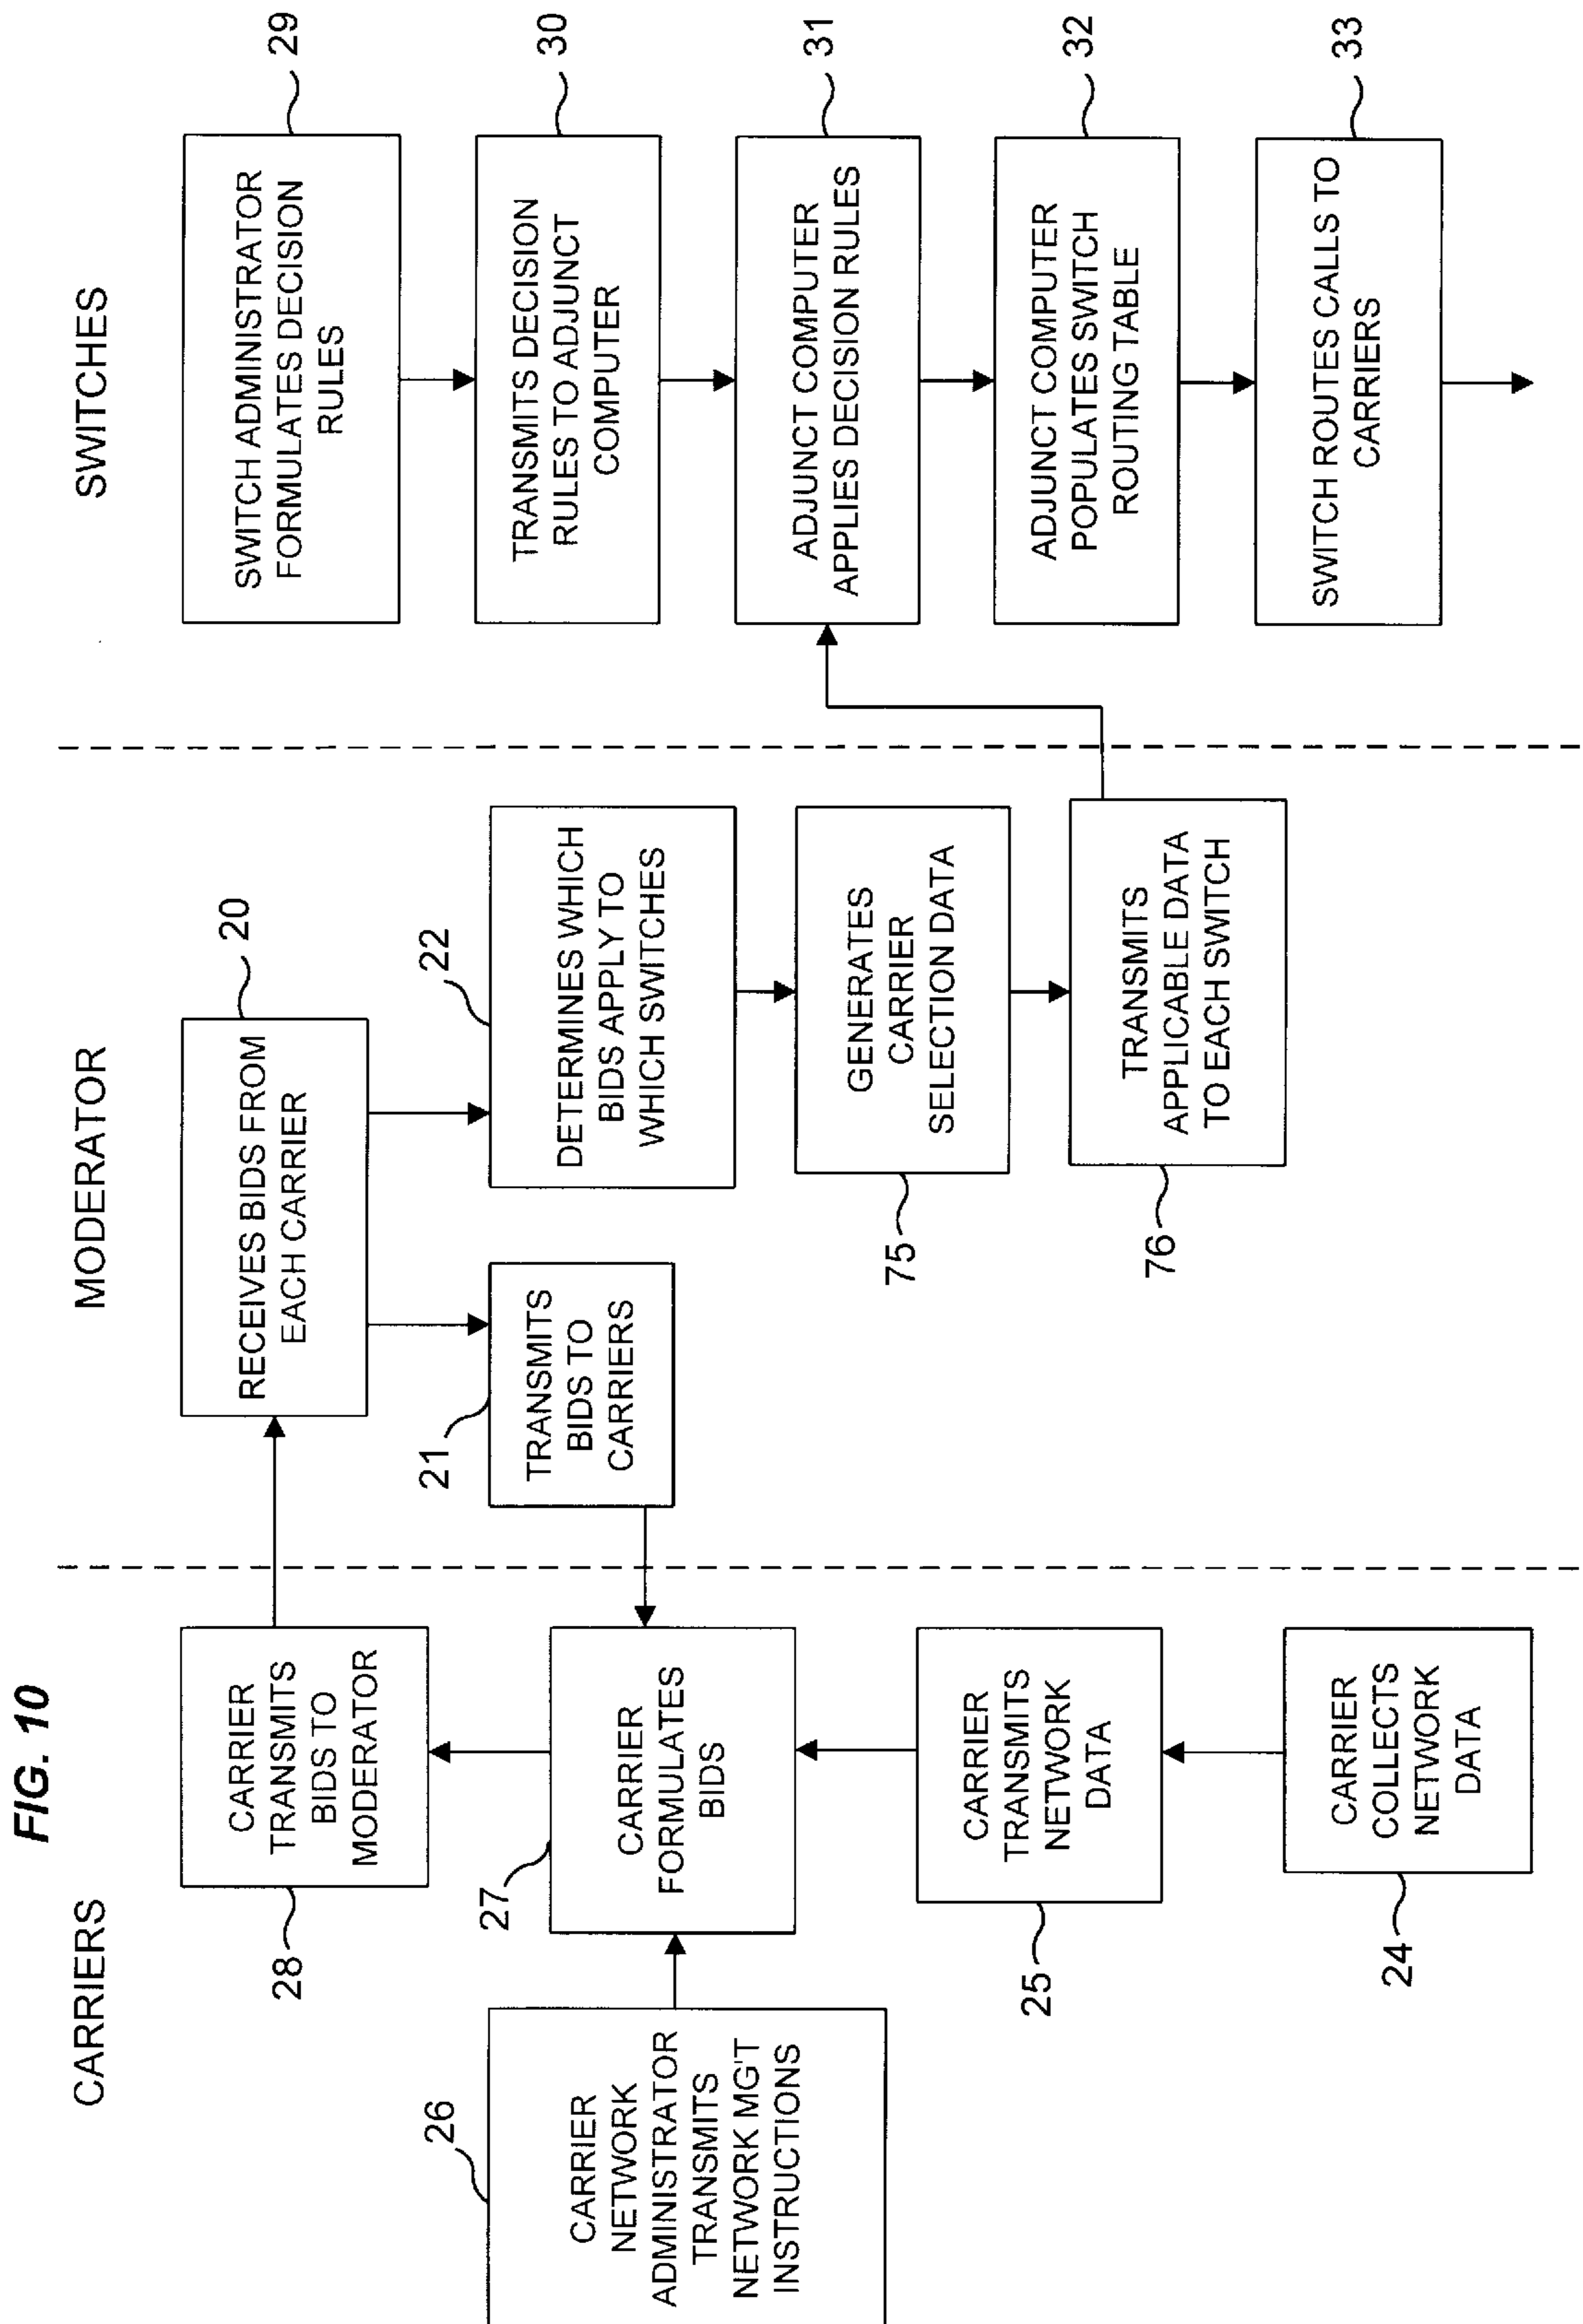 FIG. 10
CARRIERS
MODERATOR
SWITCHES
CARRIER
TRANSMITS
BIDS TO
MODERATOR
28
CARRIER
NETWORK
ADMINISTRATOR
TRANSMITS
NETWORK MG'T
INSTRUCTIONS
26
CARRIER
FORMULATES
BIDS
27
CARRIER
TRANSMITS
NETWORK
DATA
25
CARRIER
COLLECTS
NETWORK
DATA
24
RECEIVES BIDS FROM
EACH CARRIER
20
TRANSMITS
BIDS TO
CARRIERS
21
DETERMINES WHICH
BIDS APPLY TO
WHICH SWITCHES
22
GENERATES
CARRIER
SELECTION DATA
75
TRANSMITS
APPLICABLE DATA
TO EACH SWITCH
76
SWITCH ADMINISTRATOR
FORMULATES DECISION
RULES
29
TRANSMITS DECISION
RULES TO ADJUNCT
COMPUTER
30
ADJUNCT COMPUTER
APPLIES DECISION RULES
31
ADJUNCT COMPUTER
POPULATES SWITCH
ROUTING TABLE
32
SWITCH ROUTES CALLS TO
CARRIERS
33